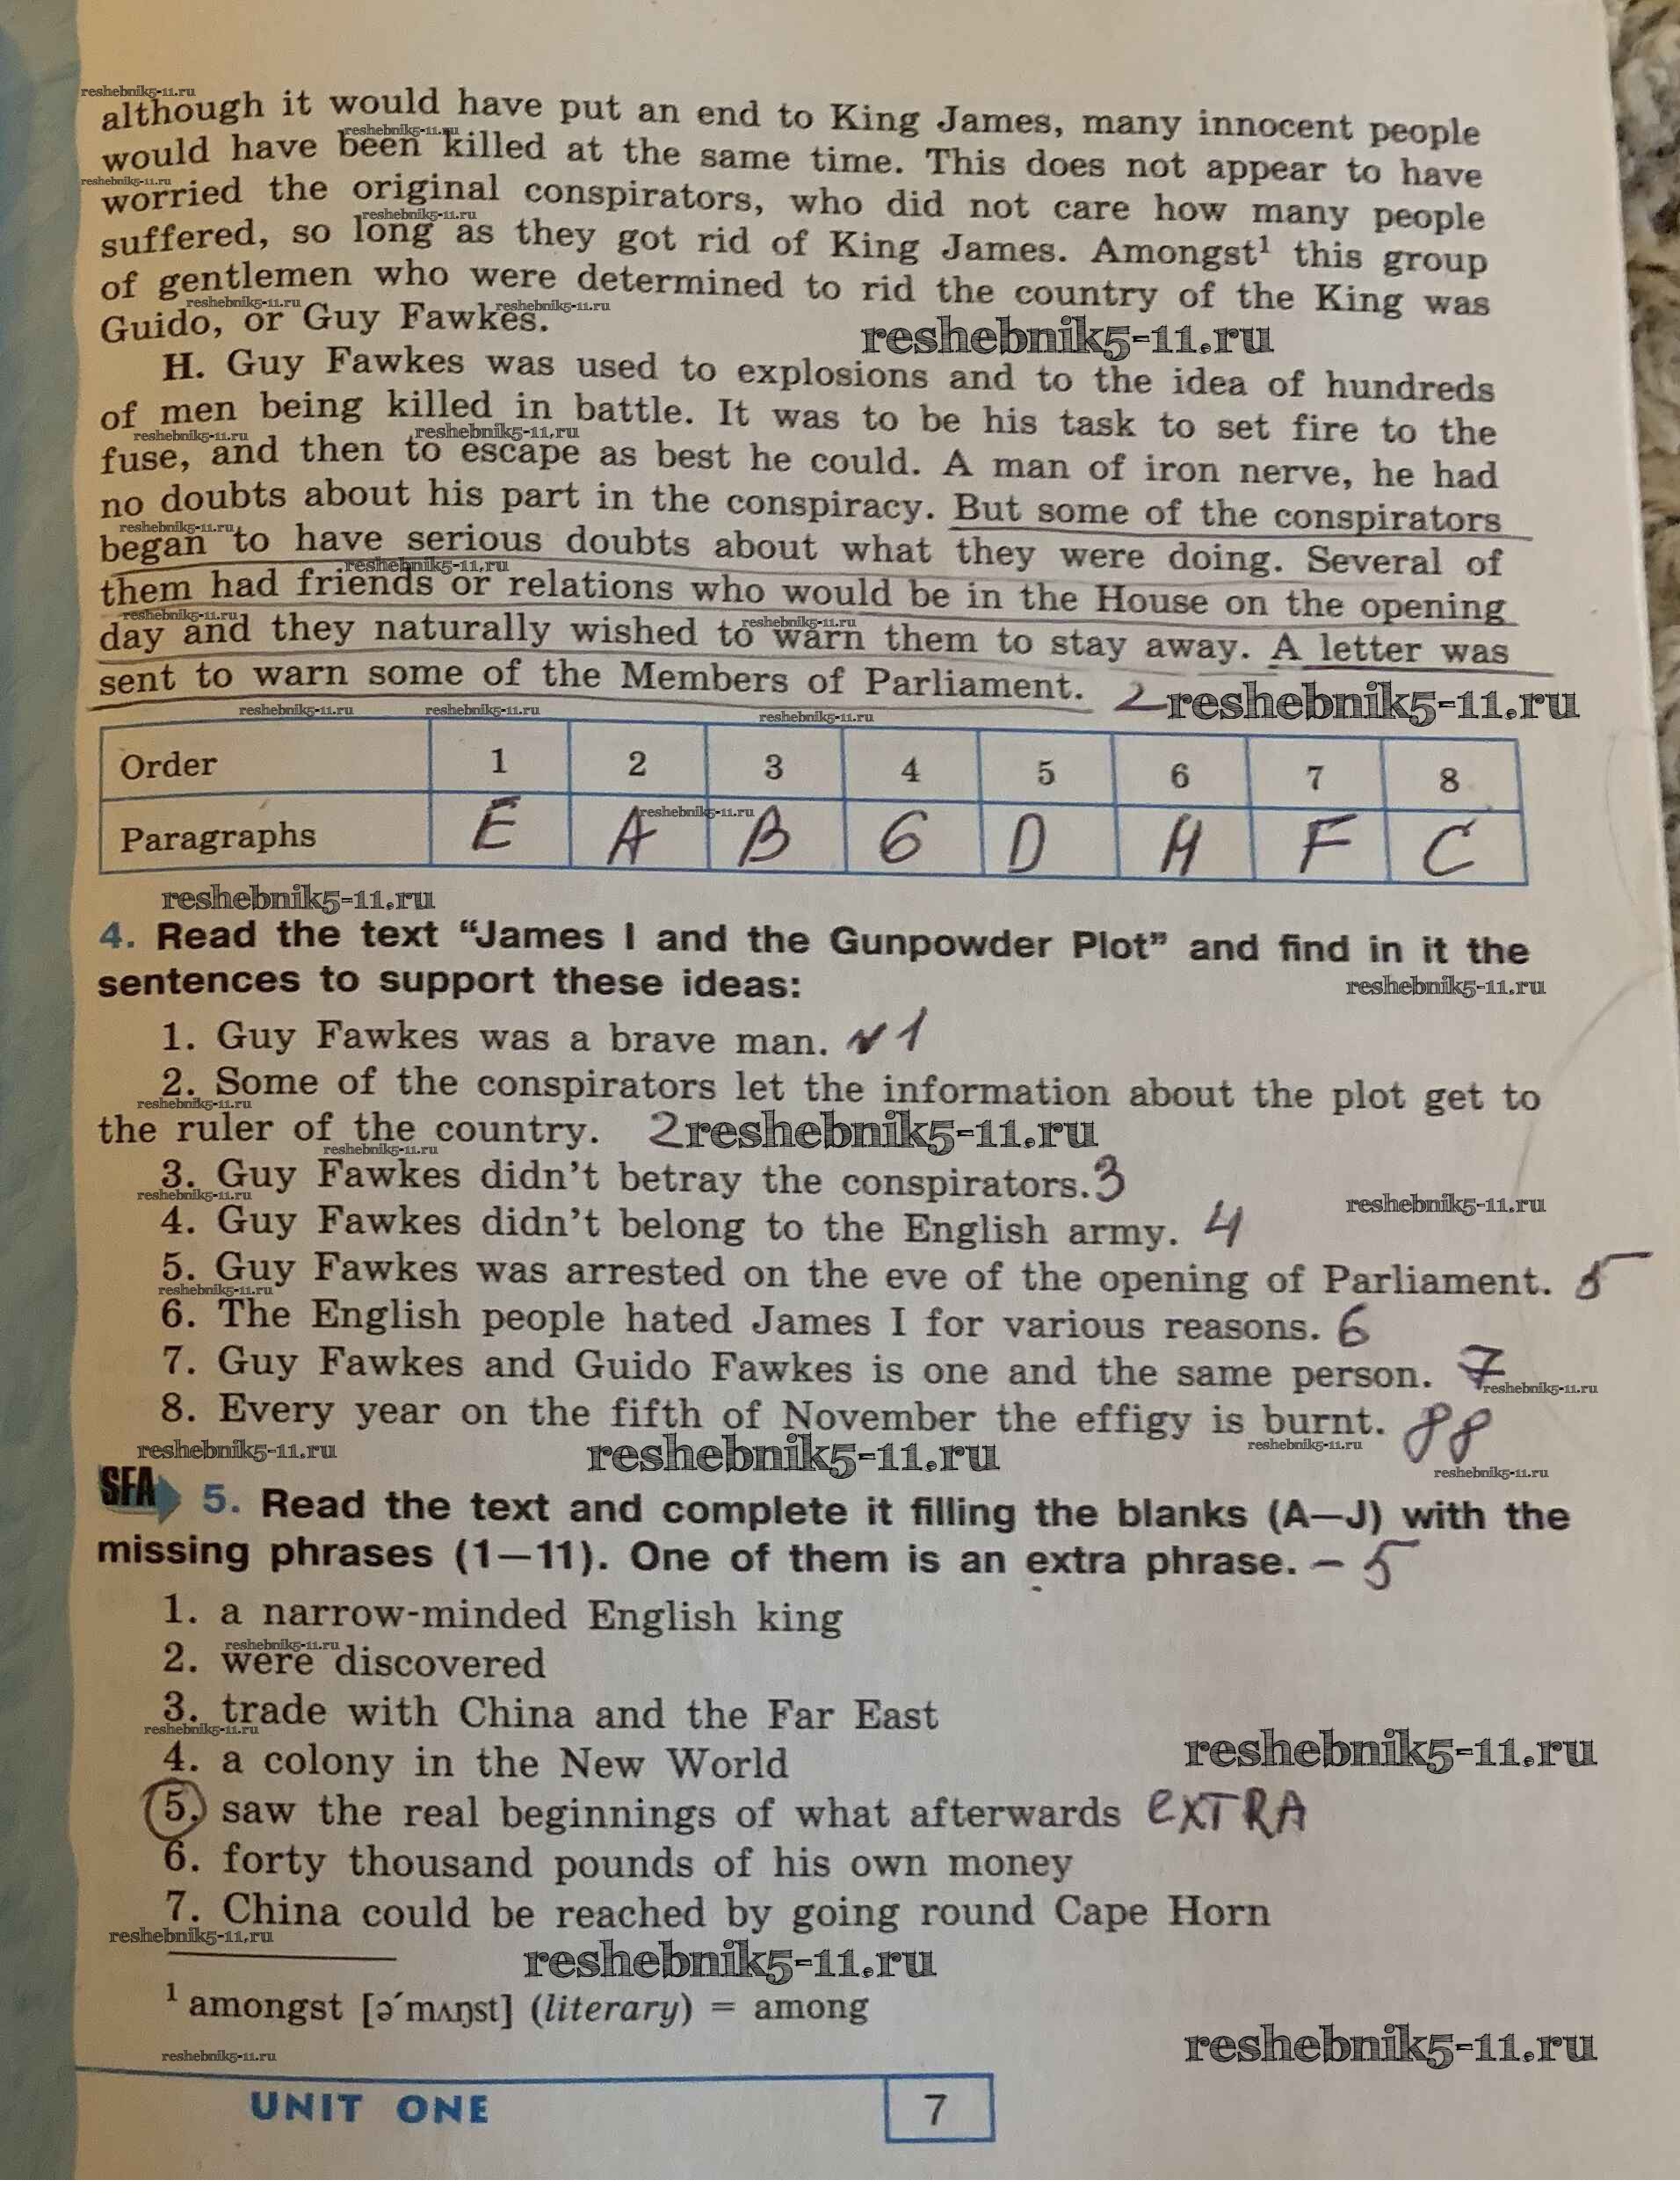 although it would have put an end to King James, many innocent people
would have been killed at the same time. This does not appear to have
worried the original conspirators, who did not care how many people
suffered, so long as they got rid of King James. Amongst¹ this group
of gentlemen who were determined to rid the country of the King was
Guido, or Guy Fawkes.
reshebnik5-11.ru
H. Guy Fawkes was used to explosions and to the idea of hundreds
of men being killed in battle. It was to be his task to set fire to the
fuse, and then to escape as best he could. A man of iron nerve, he had
no doubts about his part in the conspiracy. But some of the conspirators
began to have serious doubts about what they were doing. Several of
them had friends or relations who would be in the House on the opening
day and they naturally wished to warn them to stay away. A letter was
sent to warn some of the Members of Parliament. 2 reshebnik5-11.ru
Order 1 2 3 4 5 6 7 8
Paragraphs E A B G D H F C
reshebnik5-11.ru
4. Read the text “James I and the Gunpowder Plot” and find in it the
sentences to support these ideas:
reshebnik5-11.ru
1. Guy Fawkes was a brave man. 1
2. Some of the conspirators let the information about the plot get to
the ruler of the country. 2 reshebnik5-11.ru
3. Guy Fawkes didn’t betray the conspirators. 3
reshebnik5-11.ru
4. Guy Fawkes didn’t belong to the English army. 4
5. Guy Fawkes was arrested on the eve of the opening of Parliament. 5
6. The English people hated James I for various reasons. 6
7. Guy Fawkes and Guido Fawkes is one and the same person. 7
8. Every year on the fifth of November the effigy is burnt. 88
reshebnik5-11.ru reshebnik5-11.ru
SFA 5. Read the text and complete it filling the blanks (A—J) with the
missing phrases (1—11). One of them is an extra phrase. – 5
1. a narrow-minded English king
2. were discovered
3. trade with China and the Far East
reshebnik5-11.ru
4. a colony in the New World
5. saw the real beginnings of what afterwards EXTRA
6. forty thousand pounds of his own money
7. China could be reached by going round Cape Horn
reshebnik5-11.ru
reshebnik5-11.ru
¹ amongst [ə´mʌŋst] (literary) = among
reshebnik5-11.ru
reshebnik5-11.ru
UNIT ONE 7